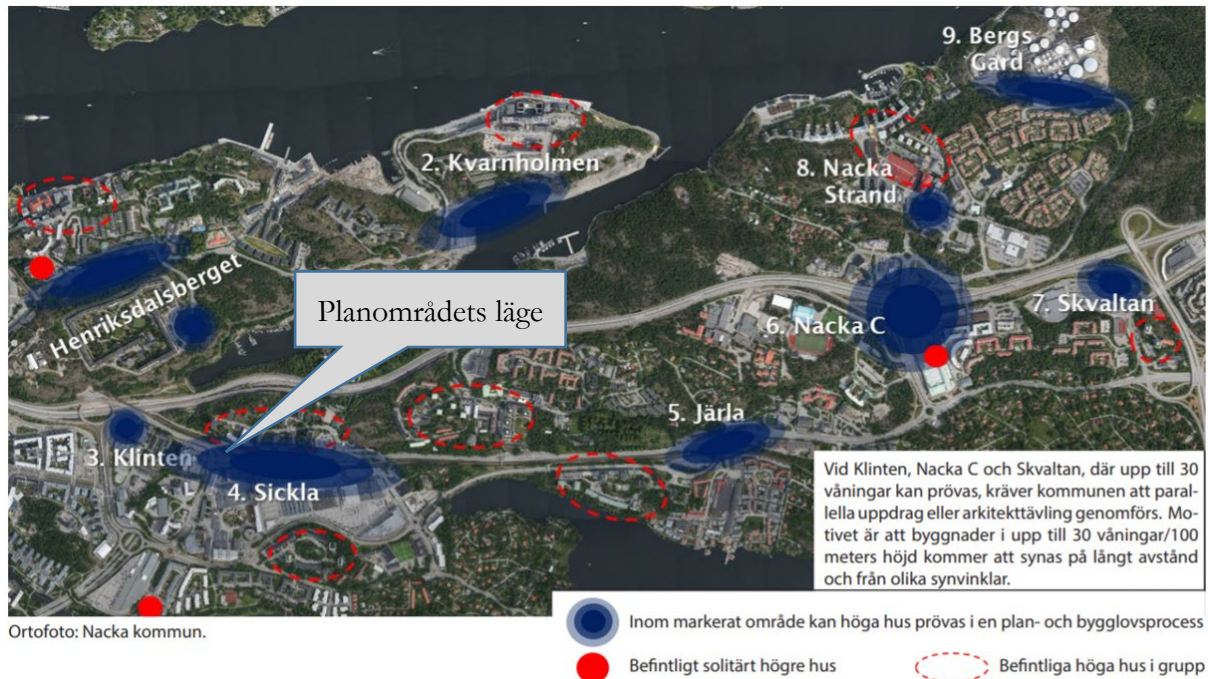 9. Bergs
Gård
2. Kvarnholmen
8. Nacka
Strand
Henriksdalsberget
Planområdets läge
7. Skvaltan
6. Nacka C
5. Järla
3. Klinten
4. Sickla
Vid Klinten, Nacka C och Skvaltan, där upp till 30
våningar kan prövas, kräver kommunen att paral-
lella uppdrag eller arkitekttävling genomförs. Mo-
tivet är att byggnader i upp till 30 våningar/100
meters höjd kommer att synas på långt avstånd
och från olika synvinklar.
Ortofoto: Nacka kommun.
Inom markerat område kan höga hus prövas i en plan- och bygglovsprocess
Befintligt solitärt högre hus
Befintliga höga hus i grupp